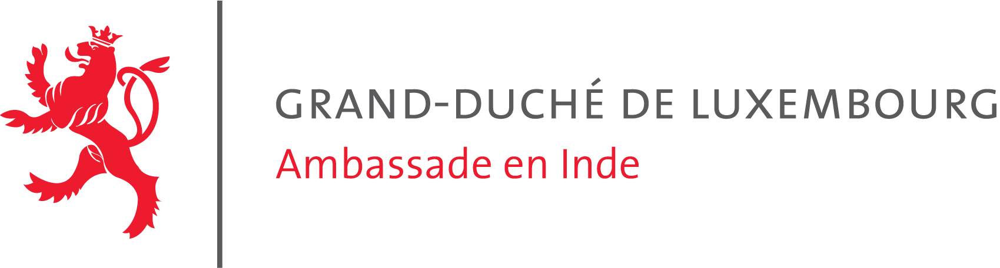 GRAND-DUCHÉ DE LUXEMBOURG
Ambassade en Inde